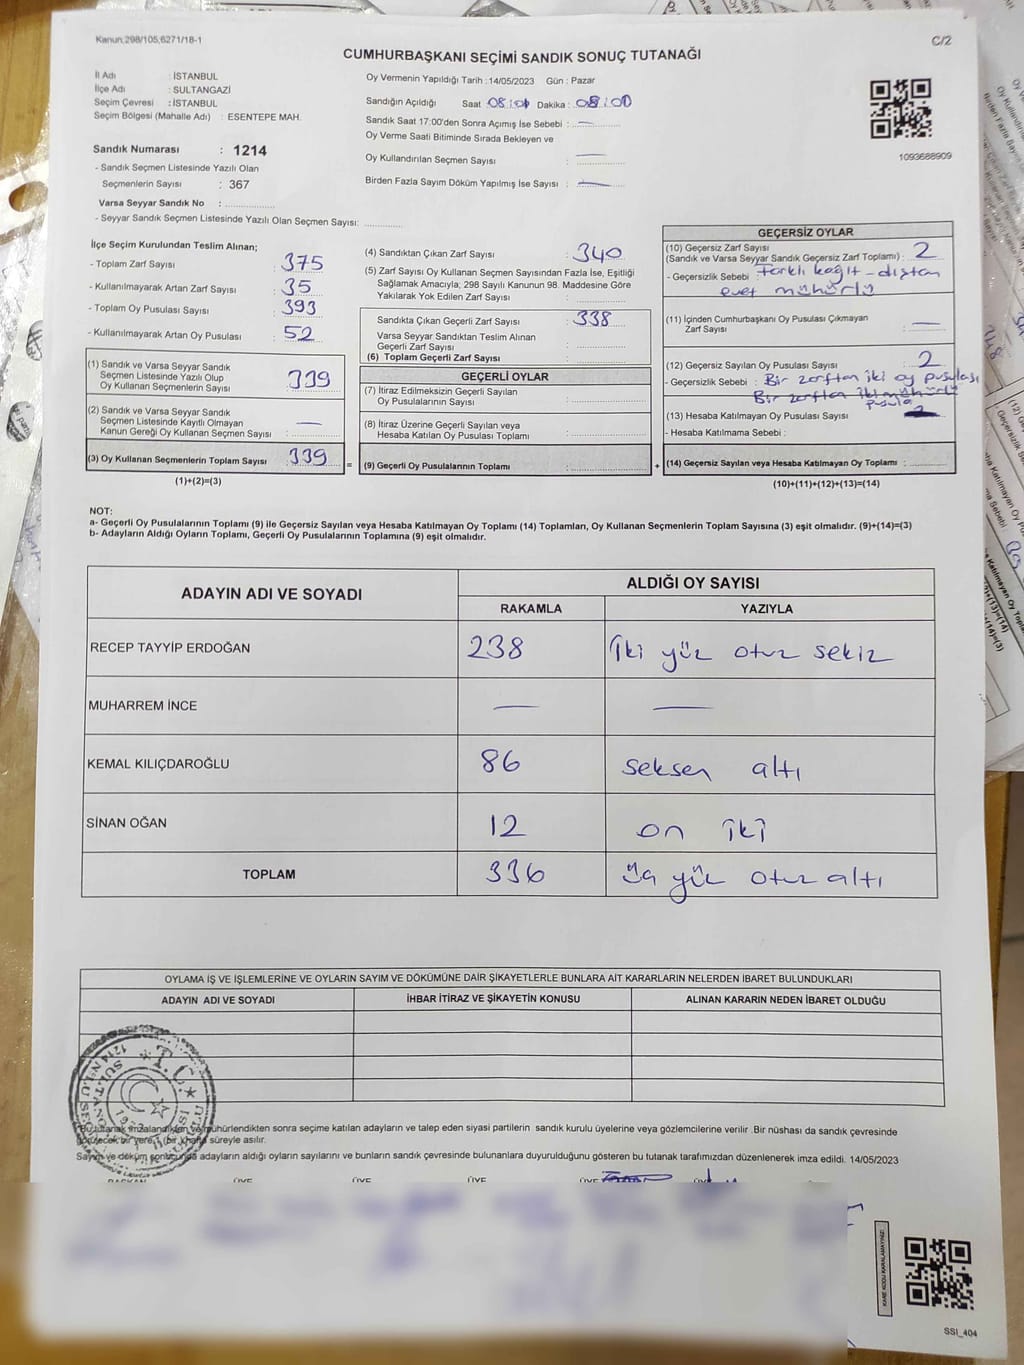 Kanun;298/105,6271/18-1
C/2
CUMHURBAŞKANI SEÇİMİ SANDIK SONUÇ TUTANAĞI
İl Adı : İSTANBUL
İlçe Adı : SULTANGAZİ
Seçim Çevresi : İSTANBUL
Seçim Bölgesi (Mahalle Adı) : ESENTEPE MAH.
Sandık Numarası : 1214
- Sandık Seçmen Listesinde Yazılı Olan
Seçmenlerin Sayısı : 367
Varsa Seyyar Sandık No :
- Seyyar Sandık Seçmen Listesinde Yazılı Olan Seçmen Sayısı:
Oy Vermenin Yapıldığı Tarih :14/05/2023 Gün : Pazar
Sandığın Açıldığı Saat 08:00 Dakika : 08:00
Sandık Saat 17:00'den Sonra Açımış İse Sebebi : —
Oy Verme Saati Bitiminde Sırada Bekleyen ve
Oy Kullandırılan Seçmen Sayısı : —
Birden Fazla Sayım Döküm Yapılmış İse Sayısı : —
1093688909
İlçe Seçim Kurulundan Teslim Alınan;
- Toplam Zarf Sayısı : 375
- Kullanılmayarak Artan Zarf Sayısı : 35
- Toplam Oy Pusulası Sayısı : 393
- Kullanılmayarak Artan Oy Pusulası : 52
(1) Sandık ve Varsa Seyyar Sandık
Seçmen Listesinde Yazılı Olup
Oy Kullanan Seçmenlerin Sayısı : 339
(2) Sandık ve Varsa Seyyar Sandık
Seçmen Listesinde Kayıtlı Olmayan
Kanun Gereği Oy Kullanan Seçmen Sayısı : —
(3) Oy Kullanan Seçmenlerin Toplam Sayısı : 339
(1)+(2)=(3)
(4) Sandıktan Çıkan Zarf Sayısı : 340
(5) Zarf Sayısı Oy Kullanan Seçmen Sayısından Fazla İse, Eşitliği
Sağlamak Amacıyla; 298 Sayılı Kanunun 98. Maddesine Göre
Yakılarak Yok Edilen Zarf Sayısı :
Sandıkta Çıkan Geçerli Zarf Sayısı : 338
Varsa Seyyar Sandıktan Teslim Alınan
Geçerli Zarf Sayısı :
(6) Toplam Geçerli Zarf Sayısı :
GEÇERLİ OYLAR
(7) İtiraz Edilmeksizin Geçerli Sayılan
Oy Pusulalarının Sayısı :
(8) İtiraz Üzerine Geçerli Sayılan veya
Hesaba Katılan Oy Pusulası Toplamı :
= (9) Geçerli Oy Pusulalarının Toplamı :
GEÇERSİZ OYLAR
(10) Geçersiz Zarf Sayısı
(Sandık ve Varsa Seyyar Sandık Geçersiz Zarf Toplamı) : 2
- Geçersizlik Sebebi : farklı kağıt - dıştan
evet mühürlü
(11) İçinden Cumhurbaşkanı Oy Pusulası Çıkmayan
Zarf Sayısı : —
(12) Geçersiz Sayılan Oy Pusulası Sayısı : 2
- Geçersizlik Sebebi : Bir zarftan iki oy pusulası
Bir zarftan iki mühürlü
pusula
(13) Hesaba Katılmayan Oy Pusulası Sayısı : 2
- Hesaba Katılmama Sebebi :
+ (14) Geçersiz Sayılan veya Hesaba Katılmayan Oy Toplamı :
(10)+(11)+(12)+(13)=(14)
NOT:
a- Geçerli Oy Pusulalarının Toplamı (9) ile Geçersiz Sayılan veya Hesaba Katılmayan Oy Toplamı (14) Toplamları, Oy Kullanan Seçmenlerin Toplam Sayısına (3) eşit olmalıdır. (9)+(14)=(3)
b- Adayların Aldığı Oyların Toplamı, Geçerli Oy Pusulalarının Toplamına (9) eşit olmalıdır.
ADAYIN ADI VE SOYADI ALDIĞI OY SAYISI
RAKAMLA YAZIYLA
RECEP TAYYİP ERDOĞAN 238 iki yüz otuz sekiz
MUHARREM İNCE — —
KEMAL KILIÇDAROĞLU 86 seksen altı
SİNAN OĞAN 12 on iki
TOPLAM 336 üç yüz otuz altı
OYLAMA İŞ VE İŞLEMLERİNE VE OYLARIN SAYIM VE DÖKÜMÜNE DAİR ŞİKAYETLERLE BUNLARA AİT KARARLARIN NELERDEN İBARET BULUNDUKLARI
ADAYIN ADI VE SOYADI İHBAR İTİRAZ VE ŞİKAYETİN KONUSU ALINAN KARARIN NEDEN İBARET OLDUĞU
T.C.
Bu tutanak imzalandıktan ve mühürlendikten sonra seçime katılan adayların ve talep eden siyasi partilerin sandık kurulu üyelerine veya gözlemcilerine verilir .Bir nüshası da sandık çevresinde
görülecek bir yere, (bir) hafta süreyle asılır.
Sayım ve döküm sonucunda adayların aldığı oyların sayılarını ve bunların sandık çevresinde bulunanlara duyurulduğunu gösteren bu tutanak tarafımızdan düzenlenerek imza edildi. 14/05/2023
BAŞKAN ÜYE ÜYE ÜYE ÜYE
KARE KODU KARALAMAYINIZ!
SSI_404